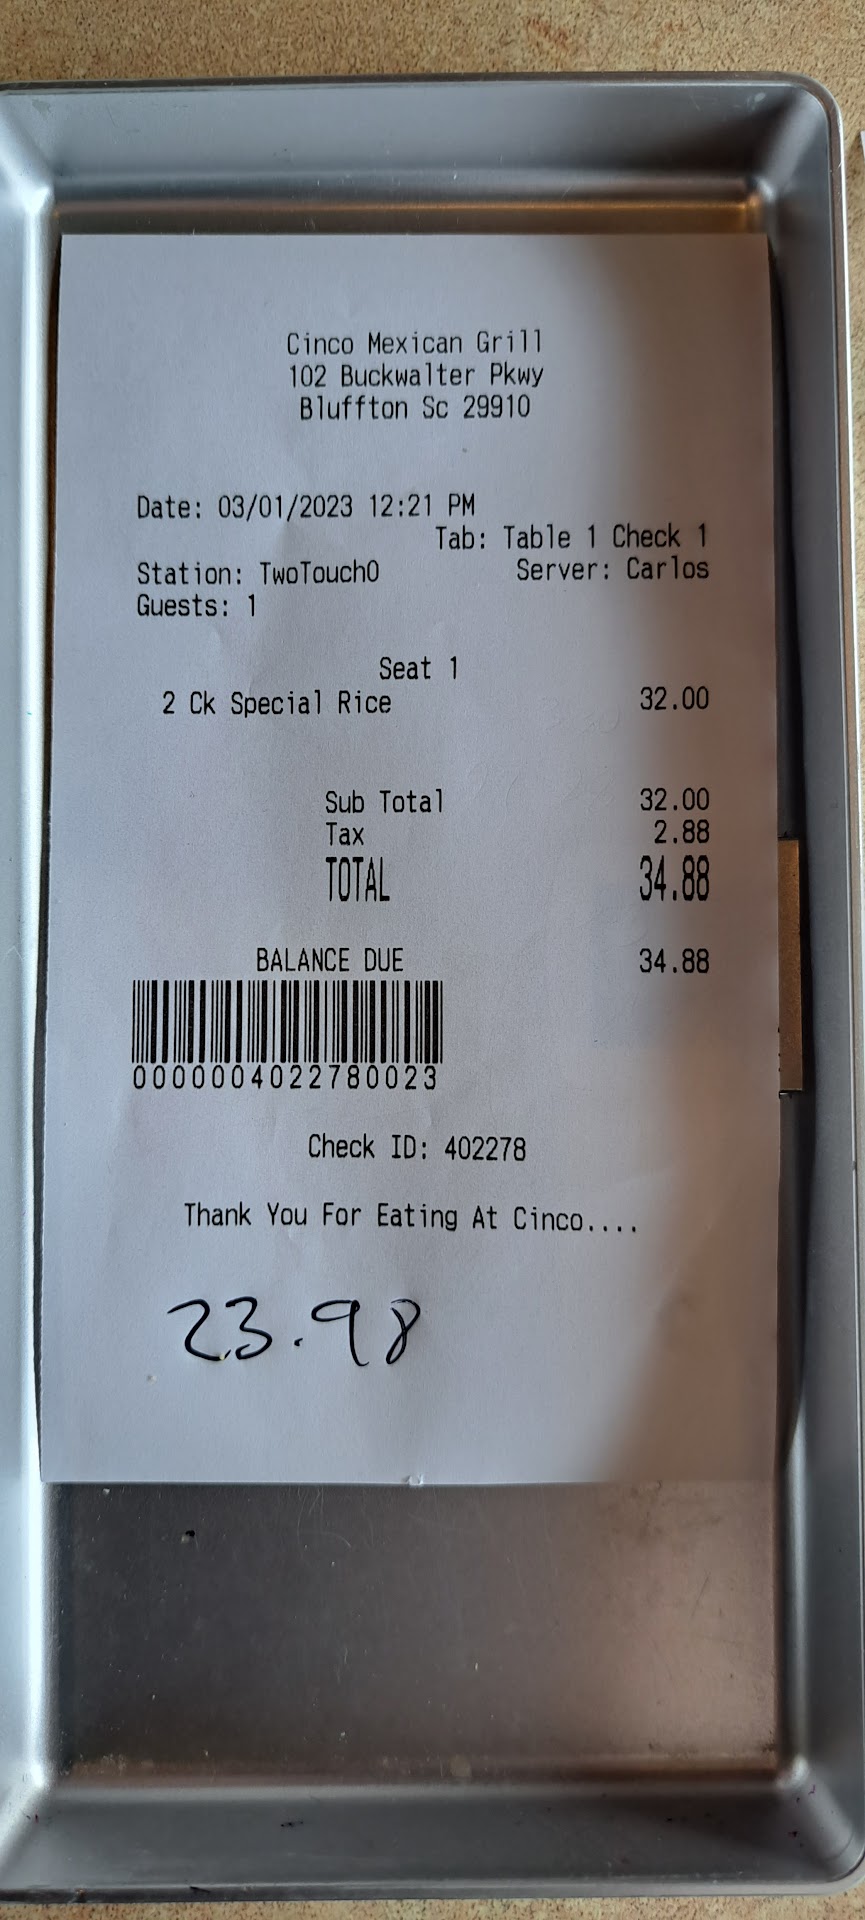 Cinco Mexican Grill
102 Buckwalter Pkwy
Bluffton Sc 29910
Date: 03/01/2023 12:21 PM
Tab: Table 1 Check 1
Station: TwoTouch0 Server: Carlos
Guests: 1
Seat 1
2 Ck Special Rice 32.00
Sub Total 32.00
Tax 2.88
TOTAL 34.88
BALANCE DUE 34.88
0000004022780023
Check ID: 402278
Thank You For Eating At Cinco....
23.98